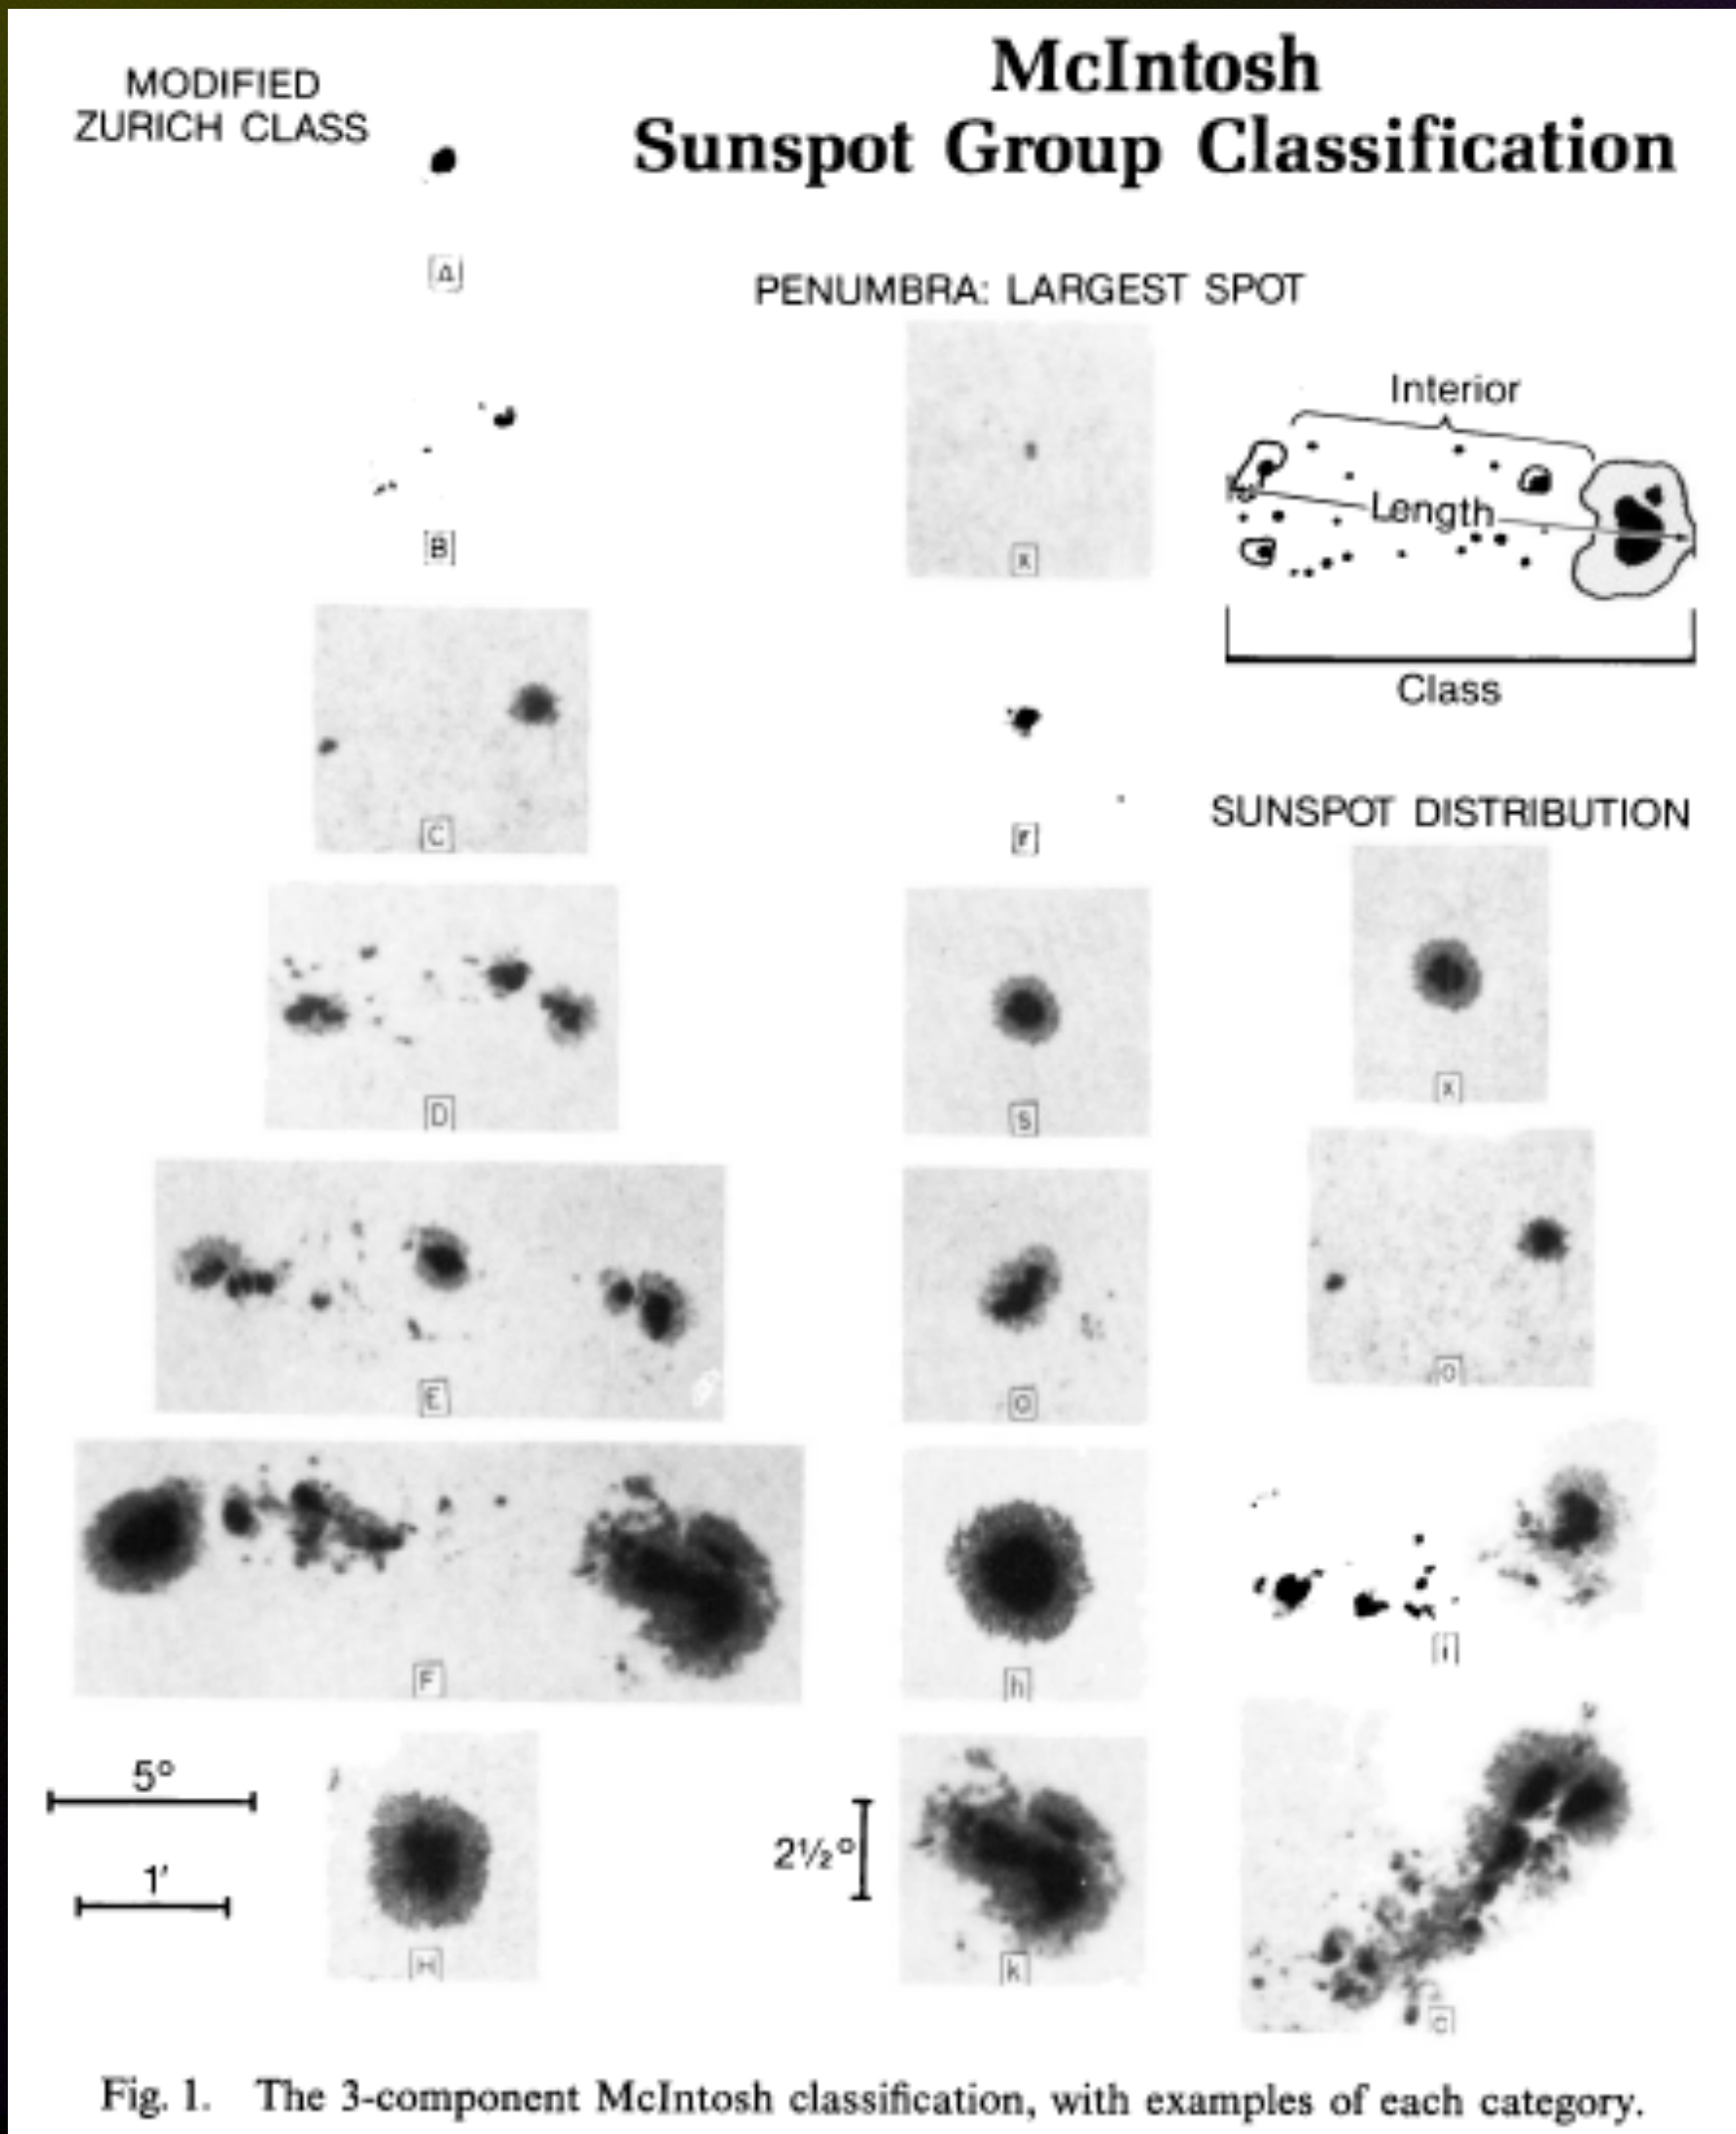 MODIFIED
ZURICH CLASS
McIntosh
Sunspot Group Classification
A
B
C
D
E
F
H
5°
1'
PENUMBRA: LARGEST SPOT
x
r
s
o
h
k
2½°
Interior
Length
Class
SUNSPOT DISTRIBUTION
x
o
i
c
Fig. 1. The 3-component McIntosh classification, with examples of each category.